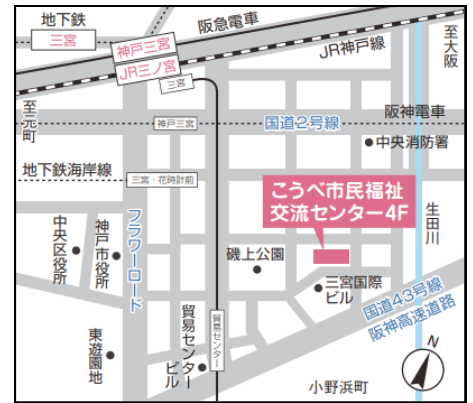 地下鉄
三宮
阪急電車
神戸三宮
JR三ノ宮
JR神戸線
至大阪
三宮
至元町
神戸三宮
国道2号線
阪神電車
中央消防署
地下鉄海岸線
三宮・花時計前
こうべ市民福祉
交流センター4F
生田川
中央区役所
神戸市役所
フラワーロード
磯上公園
三宮国際
ビル
国道43号線
阪神高速道路
東遊園地
貿易センター
ビル
貿易センター
小野浜町
N